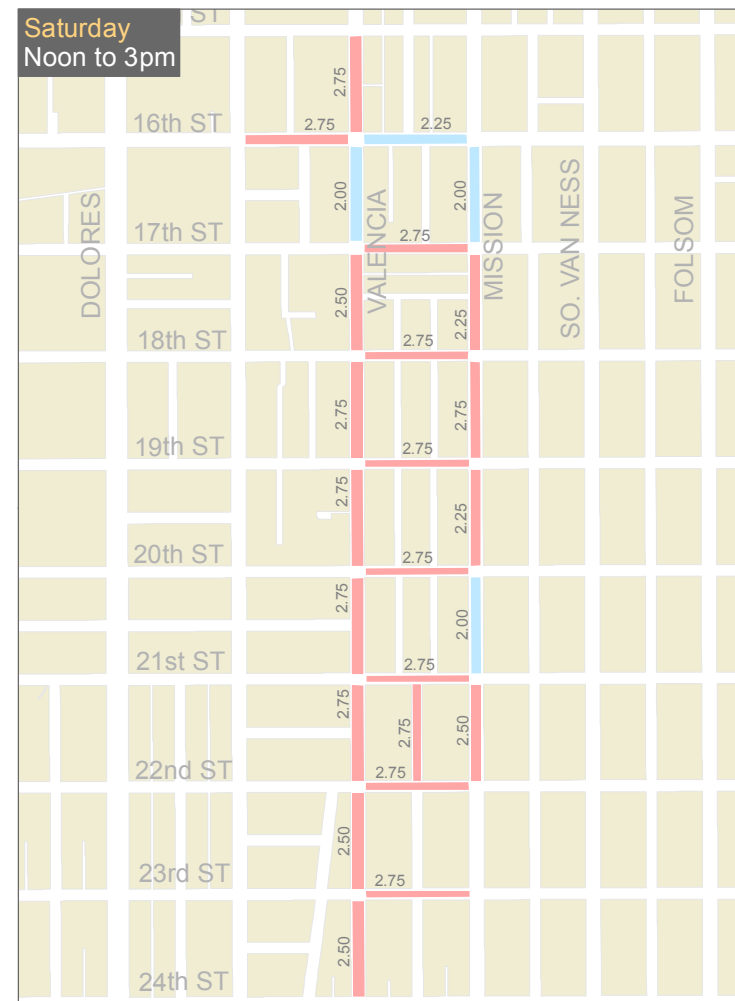 ST
Saturday
Noon to 3pm
2.75
16th ST
2.75
2.25
2.00
2.00
DOLORES
VALENCIA
MISSION
SO. VAN NESS
FOLSOM
17th ST
2.75
2.50
2.25
18th ST
2.75
2.75
2.75
19th ST
2.75
2.75
2.25
20th ST
2.75
2.75
2.00
21st ST
2.75
2.75
2.75
2.50
22nd ST
2.75
2.50
23rd ST
2.75
2.50
24th ST